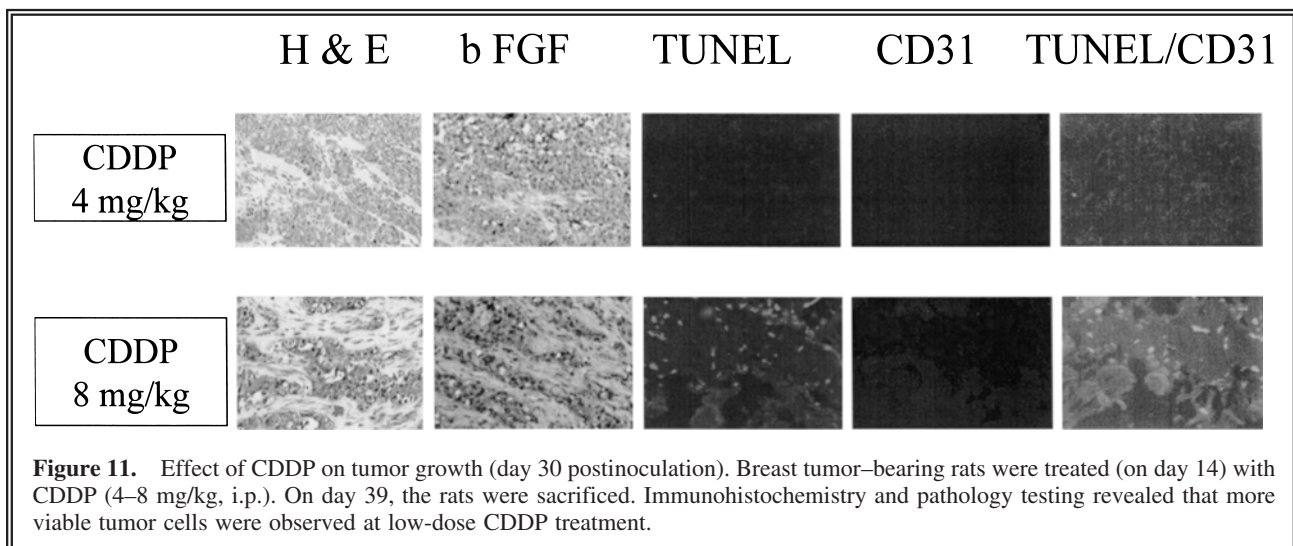 H & E b FGF TUNEL CD31 TUNEL/CD31
CDDP
4 mg/kg
CDDP
8 mg/kg
Figure 11. Effect of CDDP on tumor growth (day 30 postinoculation). Breast tumor–bearing rats were treated (on day 14) with
CDDP (4–8 mg/kg, i.p.). On day 39, the rats were sacrificed. Immunohistochemistry and pathology testing revealed that more
viable tumor cells were observed at low-dose CDDP treatment.